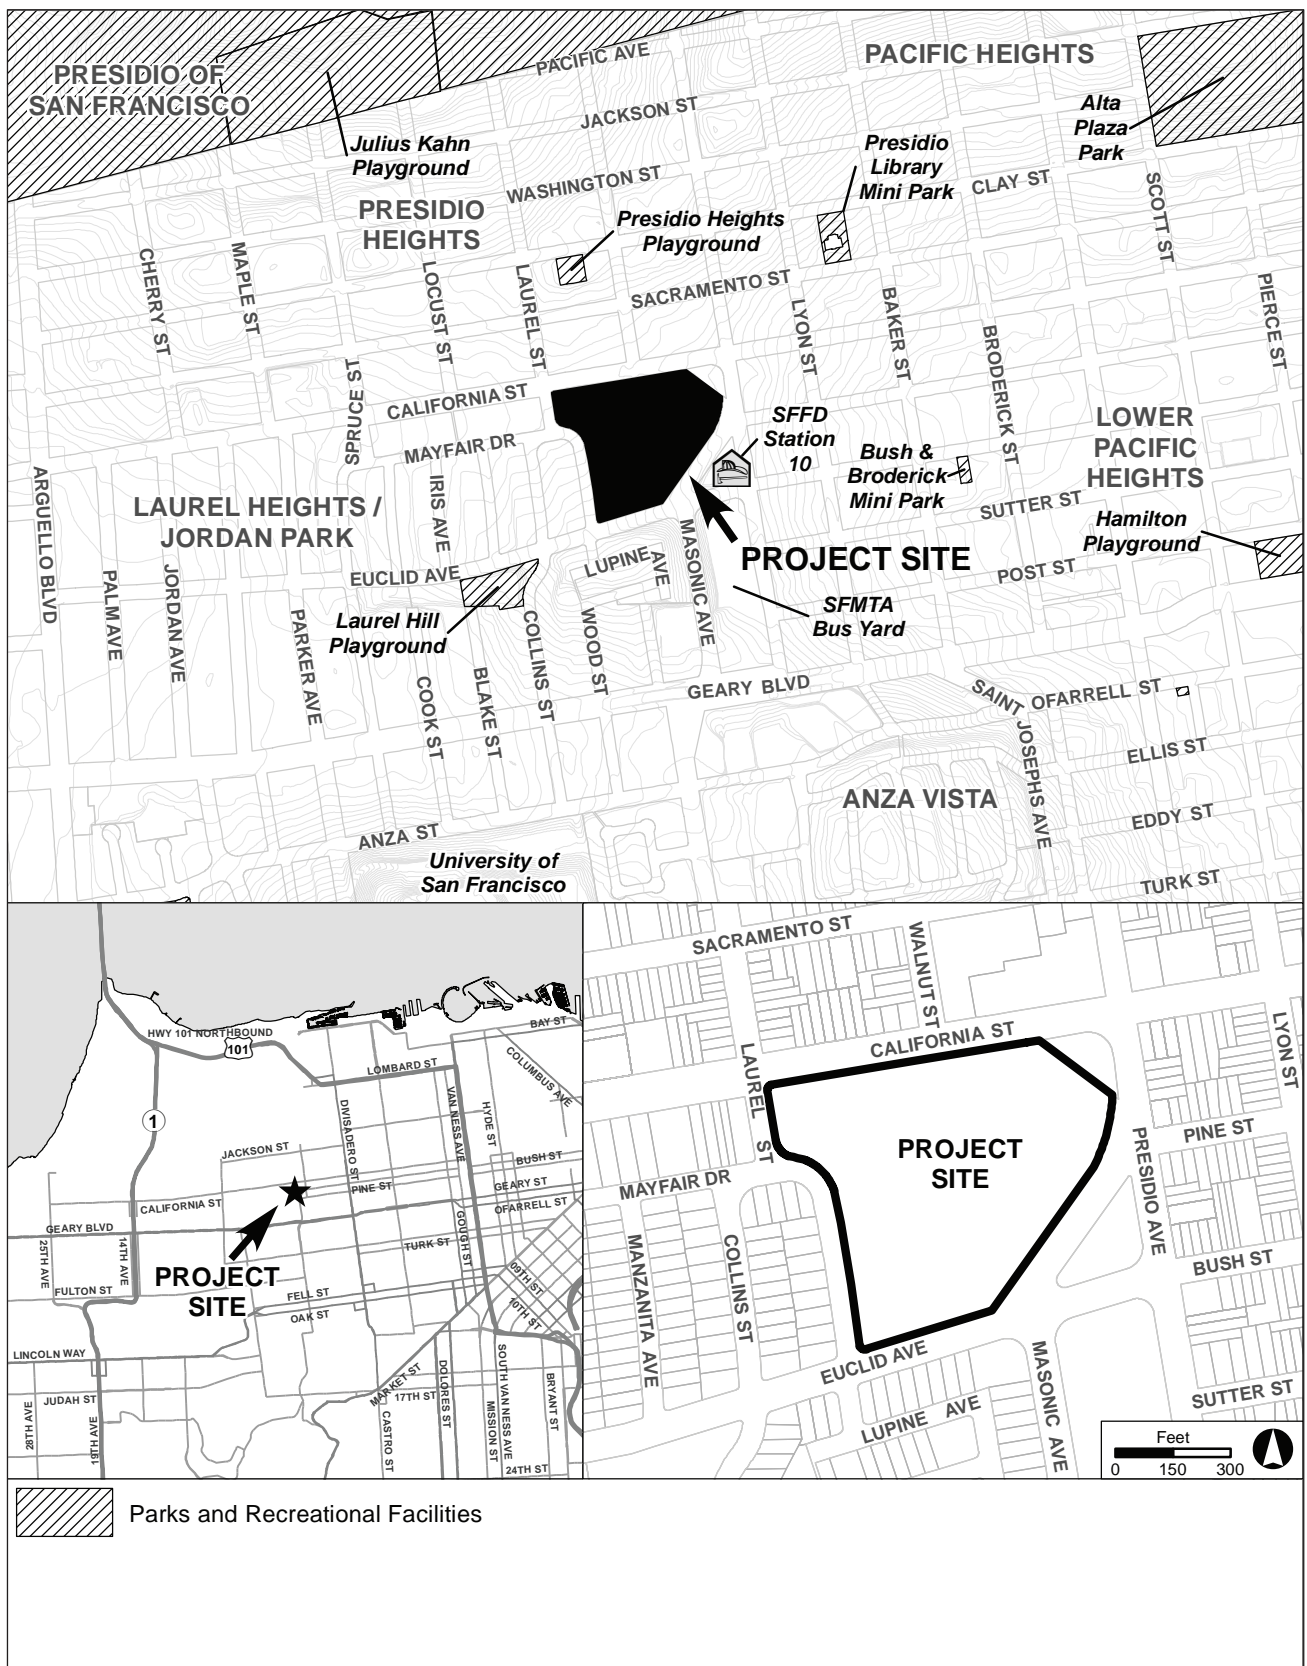 PACIFIC AVE
PACIFIC HEIGHTS
PRESIDIO OF
SAN FRANCISCO
JACKSON ST
Alta
Plaza
Park
Julius Kahn
Playground
Presidio
Library
Mini Park
WASHINGTON ST
CLAY ST
SCOTT ST
PRESIDIO
HEIGHTS
Presidio Heights
Playground
CHERRY ST
MAPLE ST
LOCUST ST
LAUREL ST
SACRAMENTO ST
LYON ST
BAKER ST
BRODERICK ST
PIERCE ST
SPRUCE ST
CALIFORNIA ST
MAYFAIR DR
SFFD
Station
10
LOWER
PACIFIC
HEIGHTS
Bush &
Broderick
Mini Park
ARGUELLO BLVD
LAUREL HEIGHTS /
JORDAN PARK
IRIS AVE
SUTTER ST
Hamilton
Playground
PROJECT SITE
MASONIC AVE
LUPINE
AVE
EUCLID AVE
POST ST
PALM AVE
JORDAN AVE
PARKER AVE
Laurel Hill
Playground
COLLINS ST
WOOD ST
SFMTA
Bus Yard
COOK ST
BLAKE ST
GEARY BLVD
SAINT
JOSEPHS AVE
OFARRELL ST
ELLIS ST
ANZA VISTA
EDDY ST
ANZA ST
University of
San Francisco
TURK ST
HWY 101 NORTHBOUND
101
BAY ST
LOMBARD ST
COLUMBUS AVE
1
DIVISADERO ST
VAN NESS AVE
HYDE ST
JACKSON ST
BUSH ST
PINE ST
GEARY ST
CALIFORNIA ST
OFARRELL ST
GEARY BLVD
25TH AVE
14TH AVE
TURK ST
GOUGH ST
PROJECT
SITE
09TH ST
10TH ST
FULTON ST
FELL ST
OAK ST
LINCOLN WAY
MARKET ST
JUDAH ST
17TH ST
28TH AVE
19TH AVE
CASTRO ST
DOLORES ST
MISSION ST
SOUTH VAN NESS AVE
BRYANT ST
24TH ST
SACRAMENTO ST
WALNUT ST
CALIFORNIA ST
LAUREL ST
LYON ST
PROJECT
SITE
PINE ST
PRESIDIO AVE
MAYFAIR DR
MANZANITA AVE
COLLINS ST
BUSH ST
EUCLID AVE
MASONIC AVE
LUPINE AVE
SUTTER ST
Feet
0 150 300
Parks and Recreational Facilities